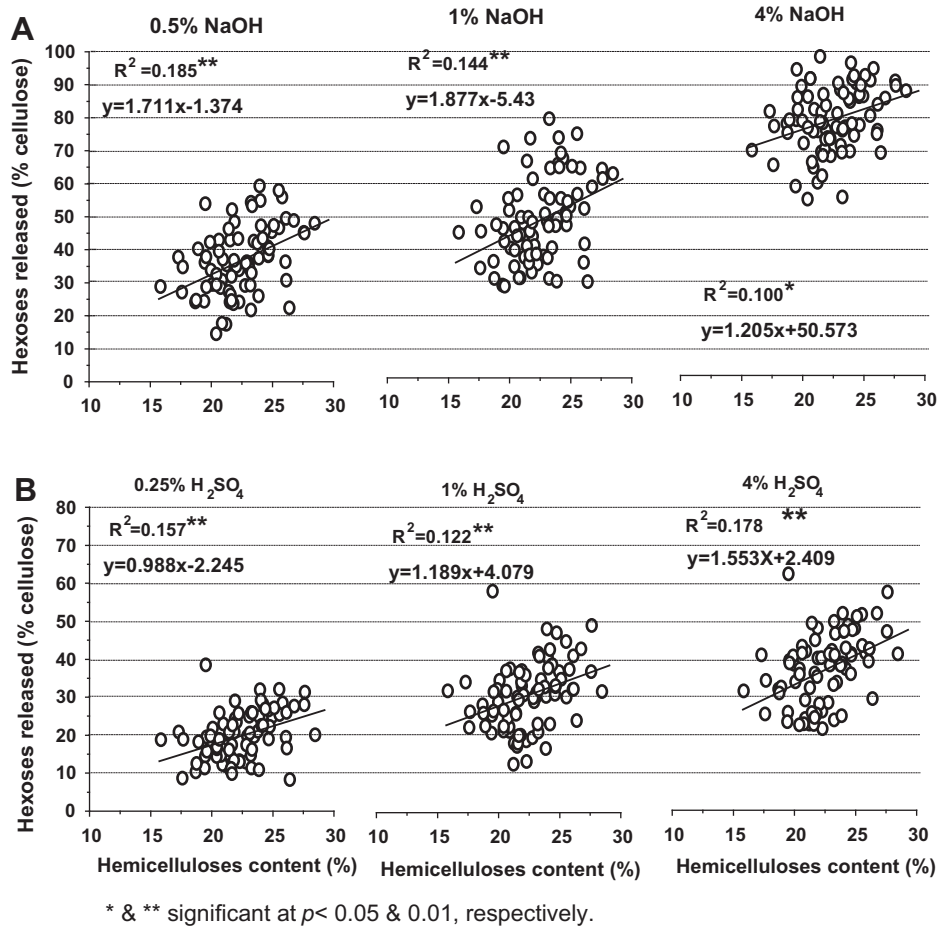 A
0.5% NaOH
1% NaOH
4% NaOH
Hexoses released (% cellulose)
100
90
80
70
60
50
40
30
20
10
0
R²=0.185**
y=1.711x-1.374
R²=0.144**
y=1.877x-5.43
R²=0.100*
y=1.205x+50.573
10 15 20 25 30
10 15 20 25 30
10 15 20 25 30
B
0.25% H₂SO₄
1% H₂SO₄
4% H₂SO₄
Hexoses released (% cellulose)
80
70
60
50
40
30
20
10
0
R²=0.157**
y=0.988x-2.245
R²=0.122**
y=1.189x+4.079
R²=0.178 **
y=1.553X+2.409
10 15 20 25 30
10 15 20 25 30
10 15 20 25 30
Hemicelluloses content (%)
Hemicelluloses content (%)
Hemicelluloses content (%)
* & ** significant at p< 0.05 & 0.01, respectively.